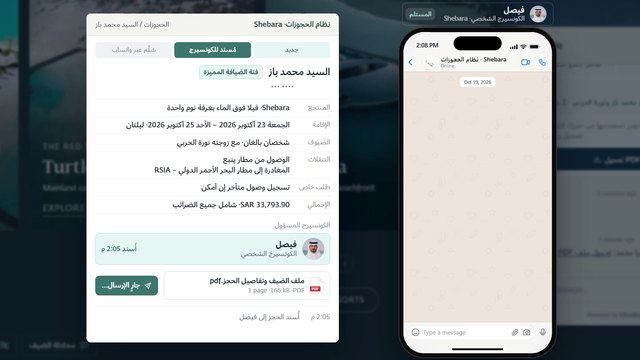 نظام الحجوزات· Shebara
الحجوزات / السيد محمد باز
جديد
مُسند للكونسيرج
سُلّم عبر واتساب
السيد محمد باز
فئة الضيافة المميزة
المنتجع
Shebara· فيلا فوق الماء بغرفة نوم واحدة
الإقامة
الجمعة 23 أكتوبر 2026 – الأحد 25 أكتوبر 2026· ليلتان
الضيوف
شخصان بالغان· مع زوجته نورة الحربي
التنقلات
الوصول من مطار ينبع
المغادرة إلى مطار البحر الأحمر الدولي – RSIA
طلب خاص
تسجيل وصول متأخر إن أمكن
الإجمالي
SAR 33,793.90· شامل جميع الضرائب
الكونسيرج المسؤول
فيصل
الكونسيرج الشخصي
أُسند 2:05 م
ملف الضيف وتفاصيل الحجز.pdf
1 page ·166 kB ·PDF
PDF
جارٍ الإرسال...
2:05 م
أُسند الحجز إلى فيصل
فيصل
الكونسيرج الشخصي· Shebara
المستلم
2:08 PM
نظام الحجوزات · Shebara
Online
Oct 19, 2026
Type a message
THE RED
Turtl
Mainland
EXPLORE